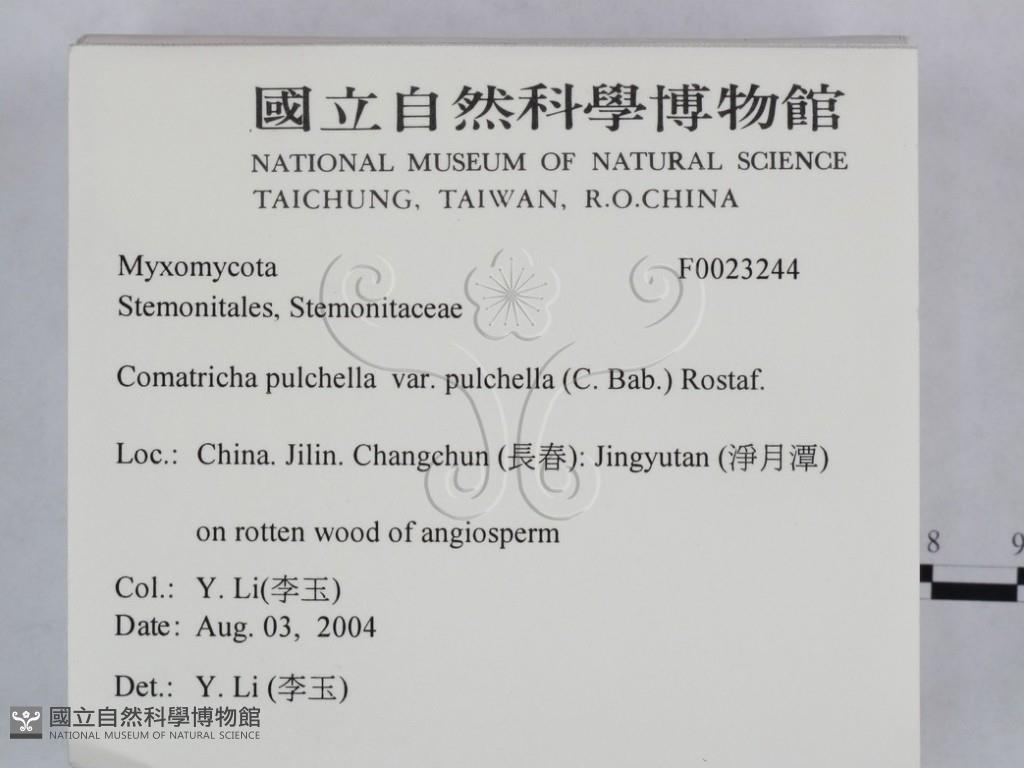 國立自然科學博物館
NATIONAL MUSEUM OF NATURAL SCIENCE
TAICHUNG, TAIWAN, R.O.CHINA
Myxomycota F0023244
Stemonitales, Stemonitaceae
Comatricha pulchella var. pulchella (C. Bab.) Rostaf.
Loc.: China. Jilin. Changchun (長春): Jingyutan (淨月潭)
on rotten wood of angiosperm
8 9
Col.: Y. Li(李玉)
Date: Aug. 03, 2004
Det.: Y. Li (李玉)
國立自然科學博物館
NATIONAL MUSEUM OF NATURAL SCIENCE